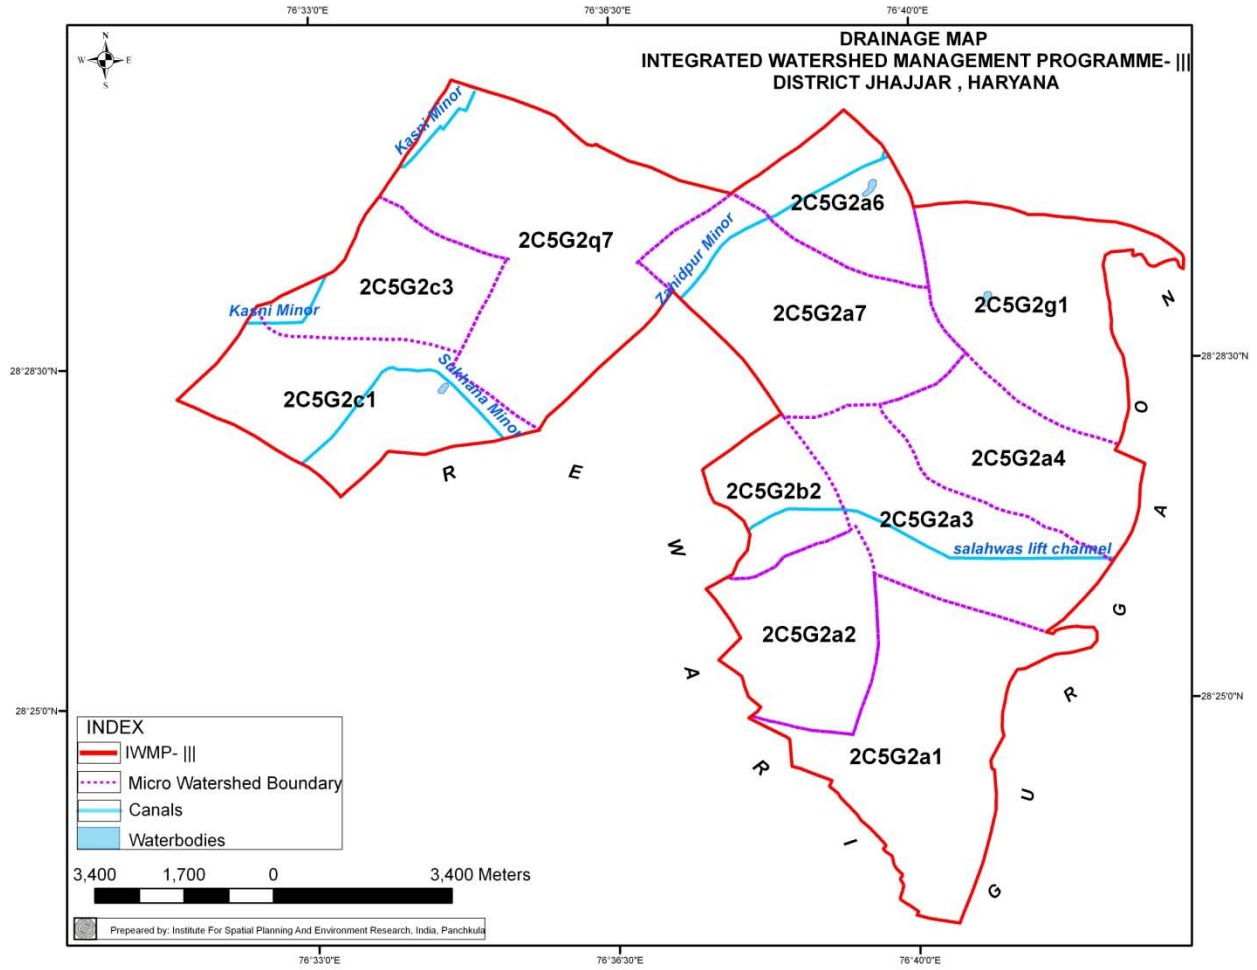 76°33'0"E
76°36'30"E
76°40'0"E
DRAINAGE MAP
INTEGRATED WATERSHED MANAGEMENT PROGRAMME- |||
DISTRICT JHAJJAR , HARYANA
N
W E
S
Kasni Minor
2C5G2a6
2C5G2q7
Zahidpur Minor
2C5G2c3
Kasni Minor
2C5G2a7
2C5G2g1
28°28'30"N
28°28'30"N
Sukhana Minor
2C5G2c1
2C5G2a4
2C5G2b2
2C5G2a3
salahwas lift channel
2C5G2a2
2C5G2a1
R E W A R I
G U R G A O N
28°25'0"N
28°25'0"N
INDEX
IWMP- |||
Micro Watershed Boundary
Canals
Waterbodies
3,400 1,700 0 3,400 Meters
Prepeared by: Institute For Spatial Planning And Environment Research, India, Panchkula
76°33'0"E
76°36'30"E
76°40'0"E